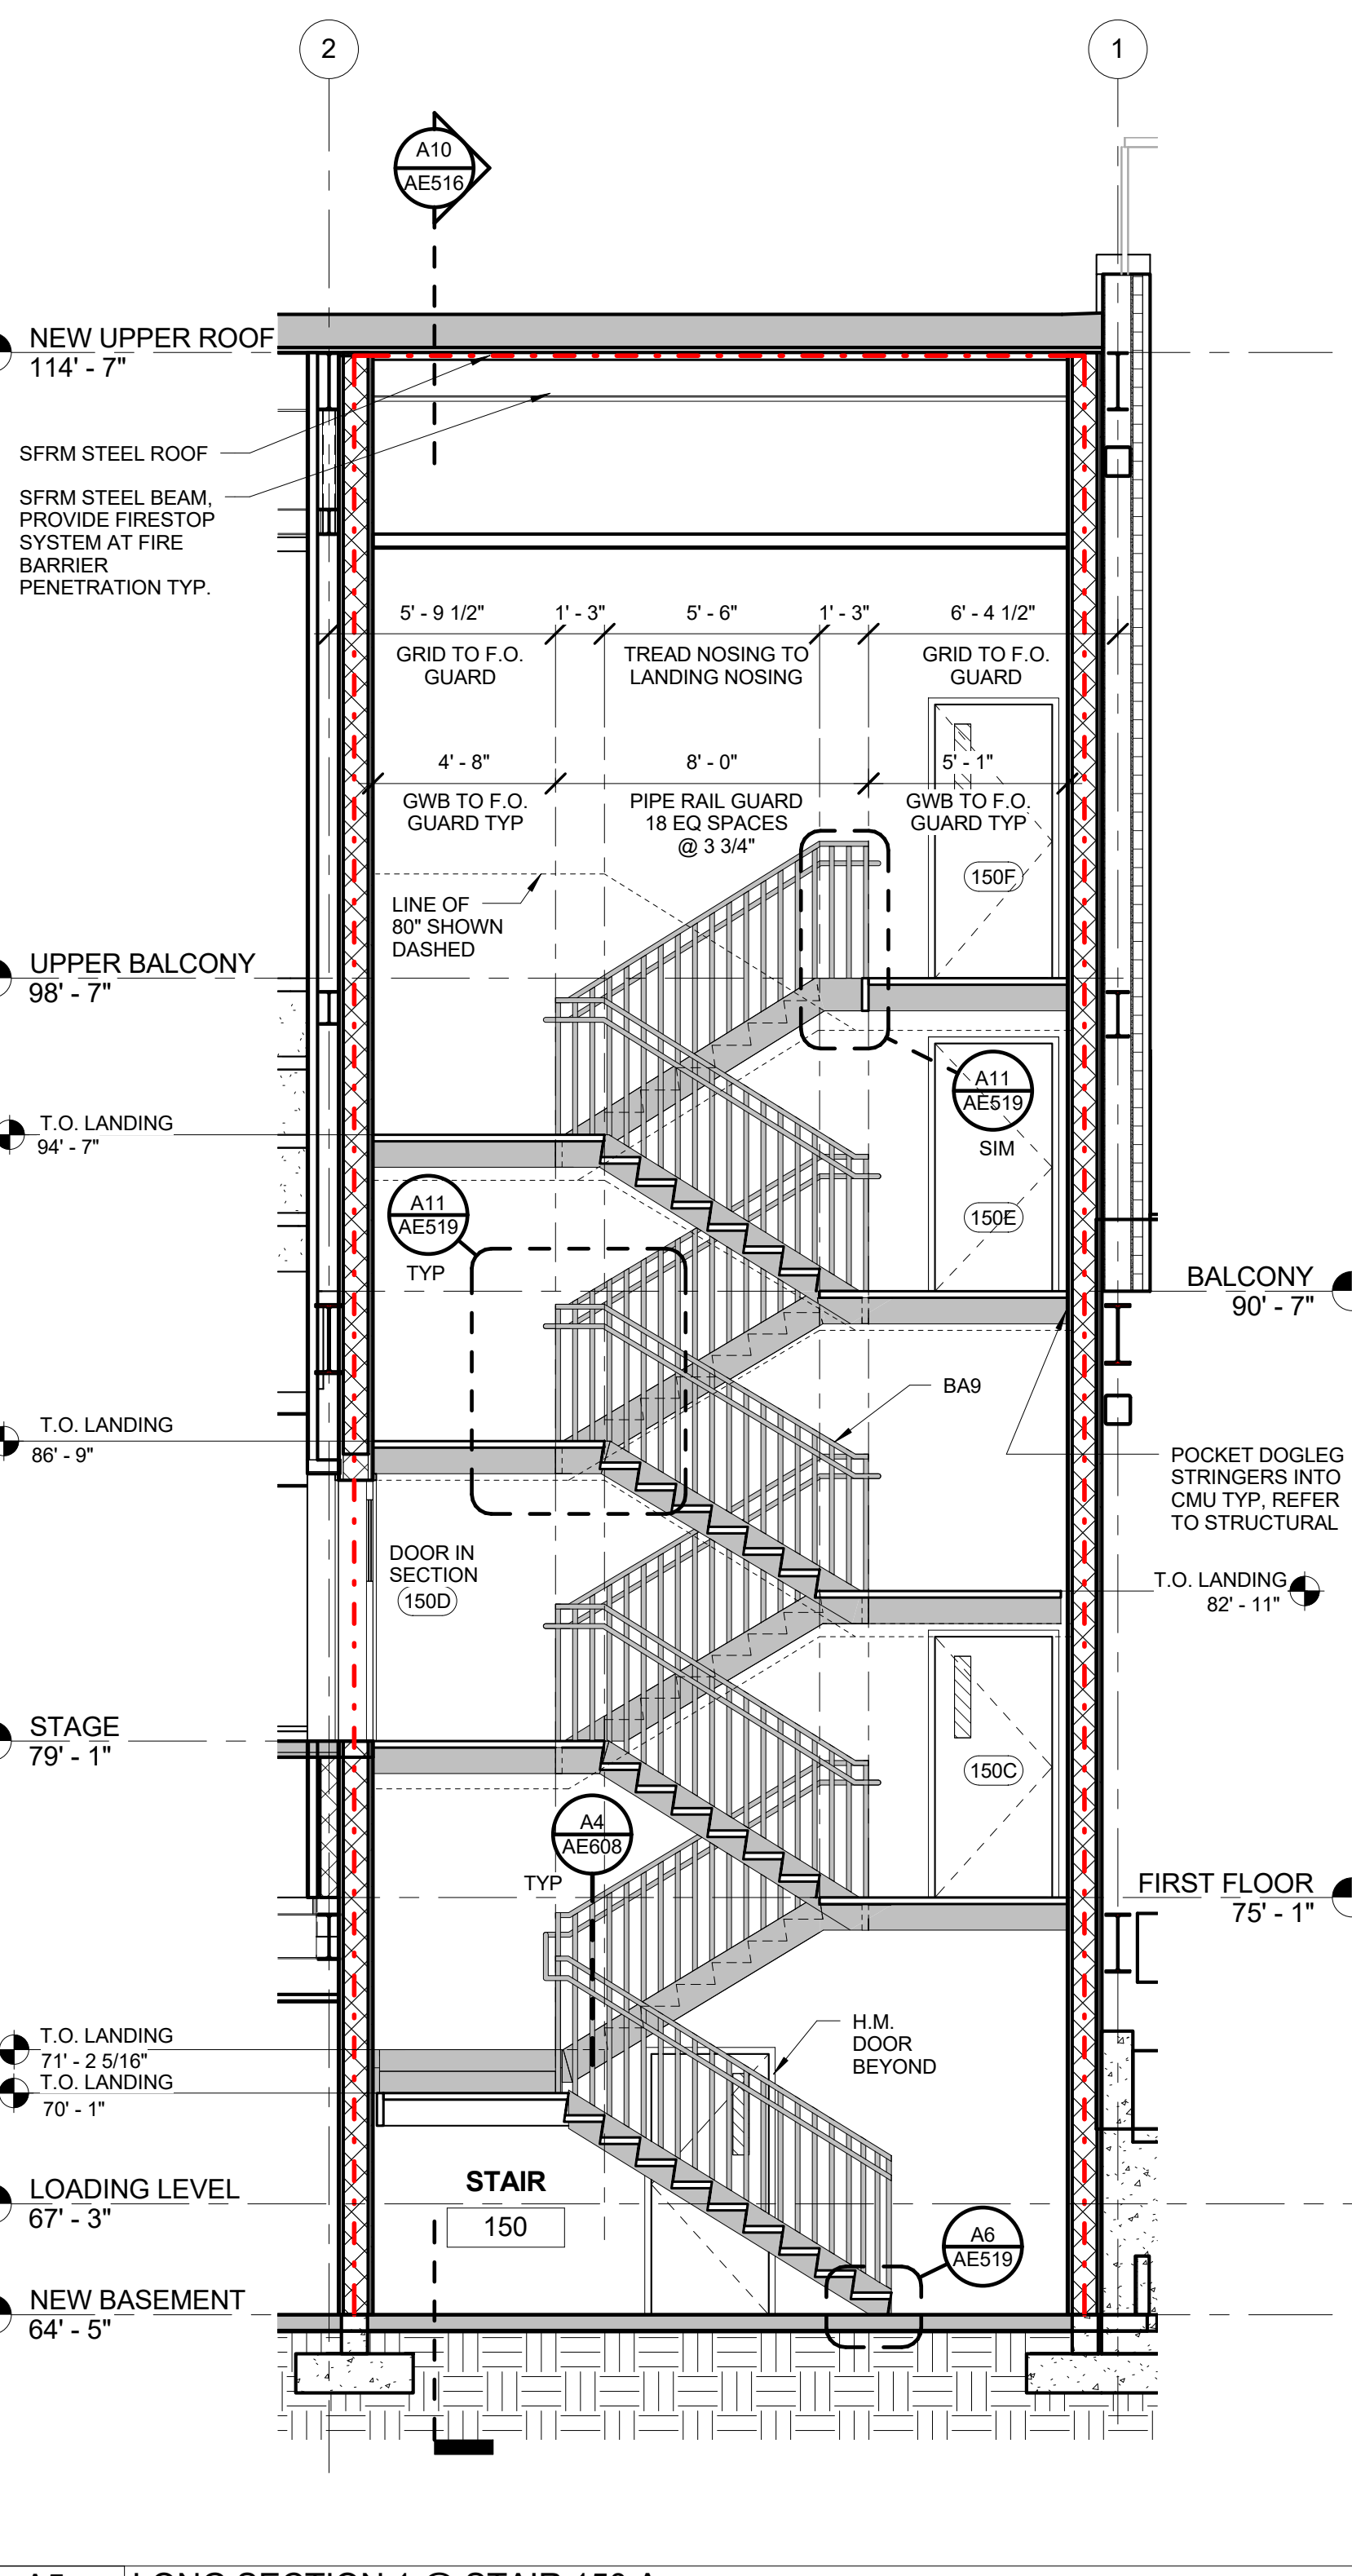 2
1
A10
AE516
NEW UPPER ROOF
114' - 7"
SFRM STEEL ROOF
SFRM STEEL BEAM,
PROVIDE FIRESTOP
SYSTEM AT FIRE
BARRIER
PENETRATION TYP.
5' - 9 1/2"
1' - 3"
5' - 6"
1' - 3"
6' - 4 1/2"
GRID TO F.O.
GUARD
TREAD NOSING TO
LANDING NOSING
GRID TO F.O.
GUARD
4' - 8"
8' - 0"
5' - 1"
GWB TO F.O.
GUARD TYP
PIPE RAIL GUARD
18 EQ SPACES
@ 3 3/4"
GWB TO F.O.
GUARD TYP
150F
LINE OF
80" SHOWN
DASHED
UPPER BALCONY
98' - 7"
A11
AE519
SIM
T.O. LANDING
94' - 7"
A11
AE519
TYP
150E
BALCONY
90' - 7"
BA9
T.O. LANDING
86' - 9"
POCKET DOGLEG
STRINGERS INTO
CMU TYP, REFER
TO STRUCTURAL
DOOR IN
SECTION
150D
T.O. LANDING
82' - 11"
STAGE
79' - 1"
150C
A4
AE608
TYP
FIRST FLOOR
75' - 1"
H.M.
DOOR
BEYOND
T.O. LANDING
71' - 2 5/16"
T.O. LANDING
70' - 1"
STAIR
150
LOADING LEVEL
67' - 3"
A6
AE519
NEW BASEMENT
64' - 5"